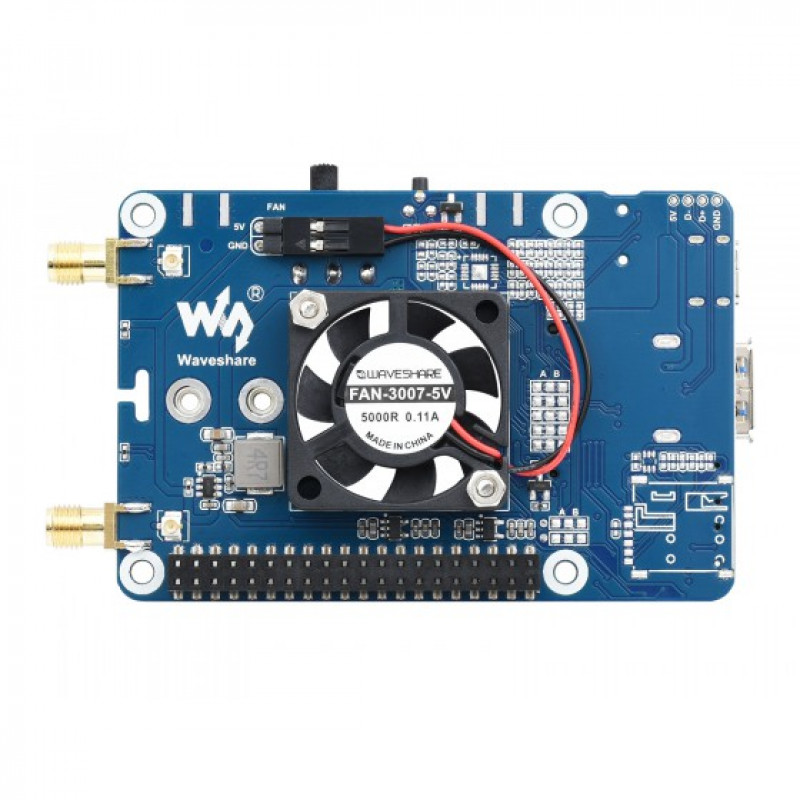 FAN
5V
GND
5V
D-
D+
GND
W
®
Waveshare
WAVESHARE
FAN-3007-5V
5000R 0.11A
MADE IN CHINA
A B
4R7
A B